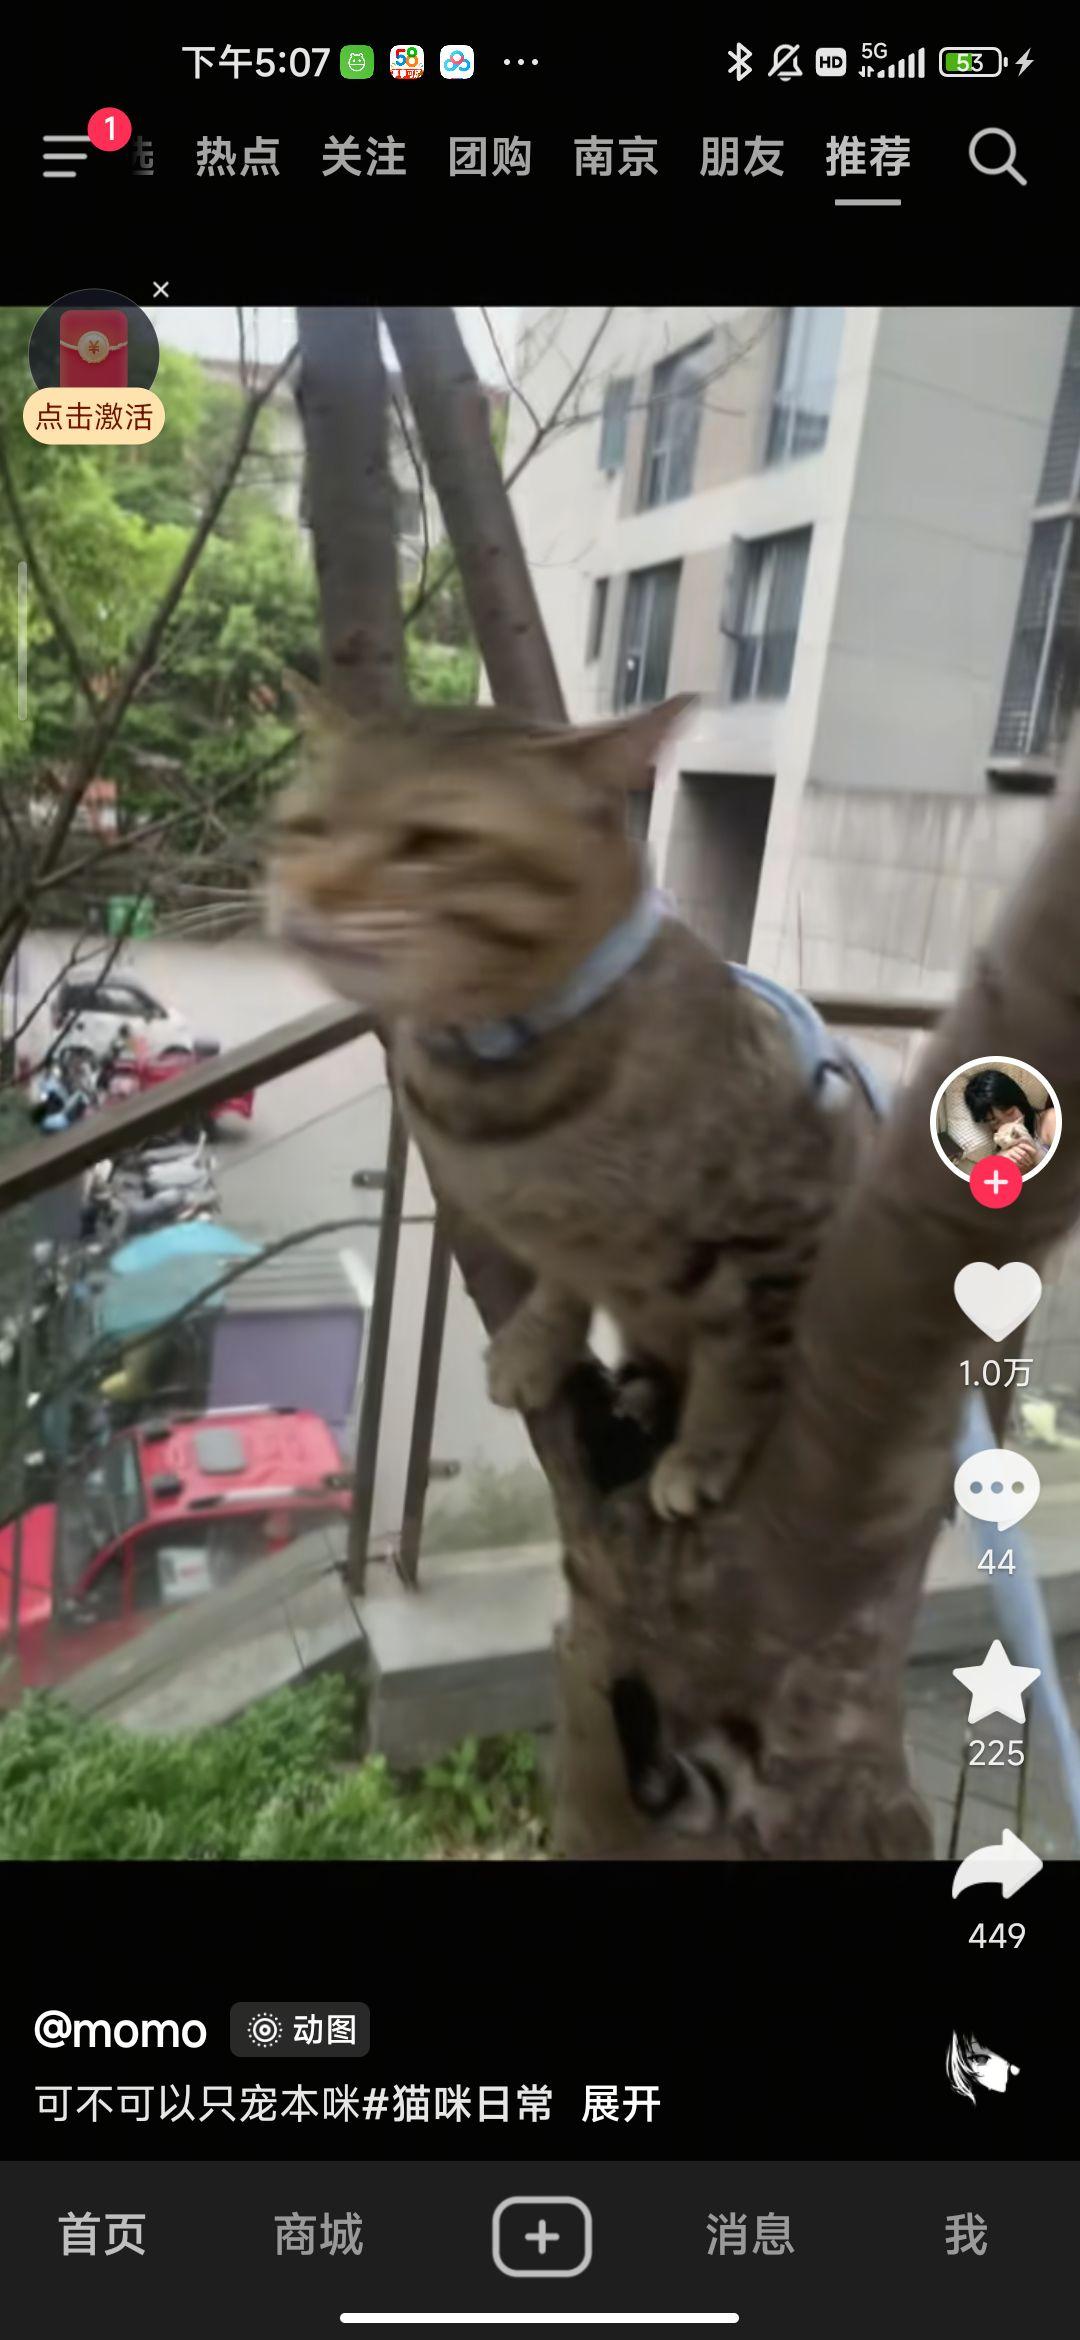 下午5:07 58 ... HD 5G 53
1
热点 关注 团购 南京 朋友 推荐
点击激活
1.0万
44
225
449
@momo 动图
可不可以只宠本咪#猫咪日常 展开
首页 商城 消息 我